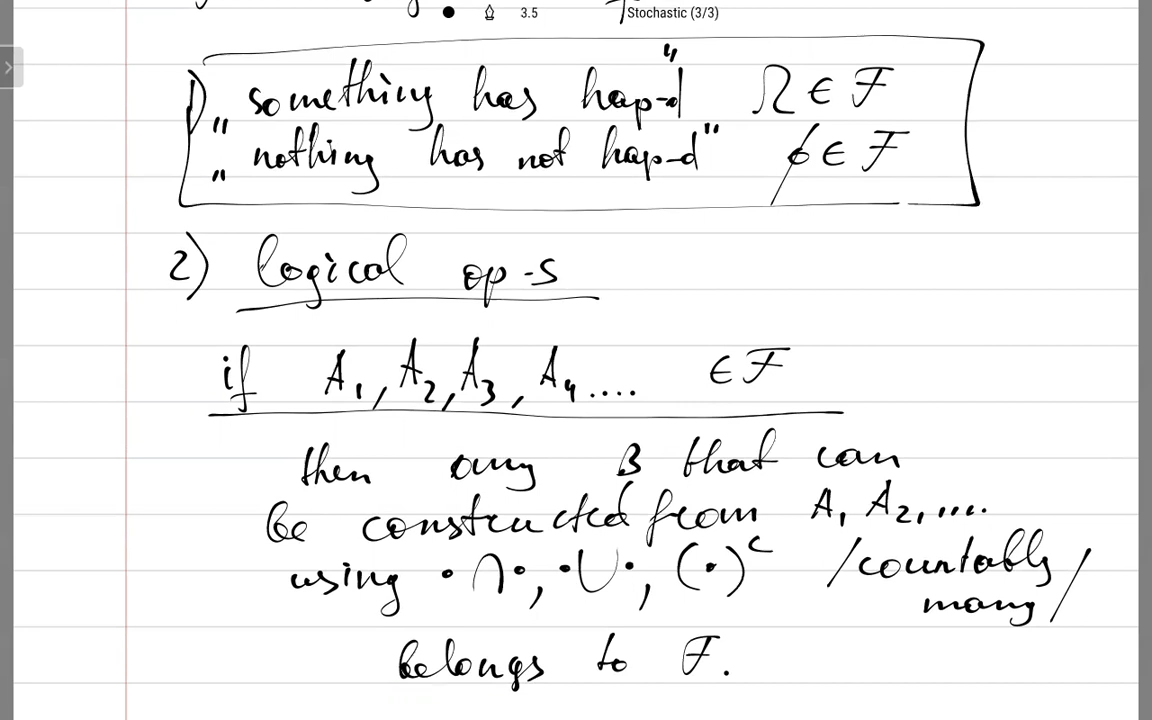 3.5 Stochastic (3/3)
1) „ something has hap-d" Ω ∈ ℱ
„ nothing has not hap-d" ∅ ∈ ℱ
2) logical op-s
if A₁, A₂, A₃, A₄.... ∈ ℱ
then any B that can
be constructed from A₁ A₂, ....
using ·∩·, ·∪·, (·)ᶜ /countably
many/
belongs to ℱ.